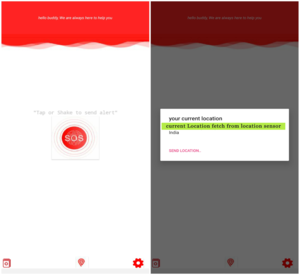 hello buddy, We are always here to help you
"Tap or Shake to send alert"
SOS
hello buddy, We are always here to help you
your current location
current Location fetch from location sensor
India
SEND LOCATION..